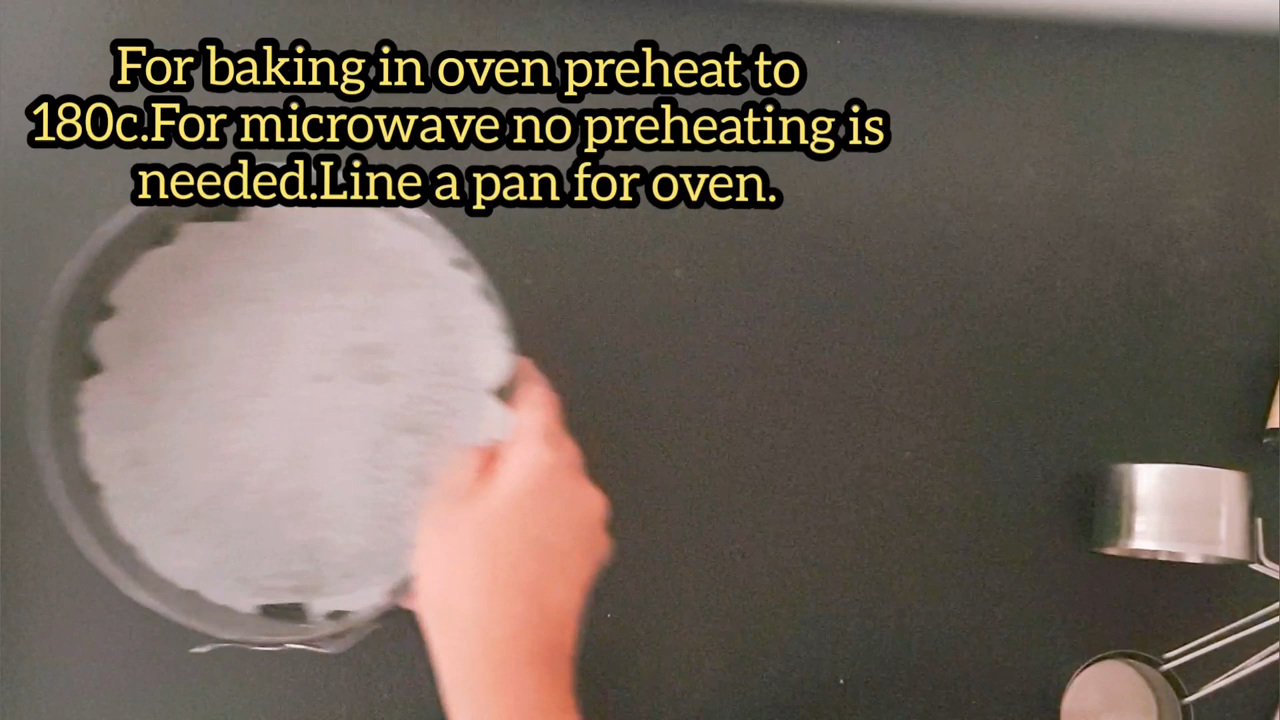 For baking in oven preheat to
180c.For microwave no preheating is
needed.Line a pan for oven.